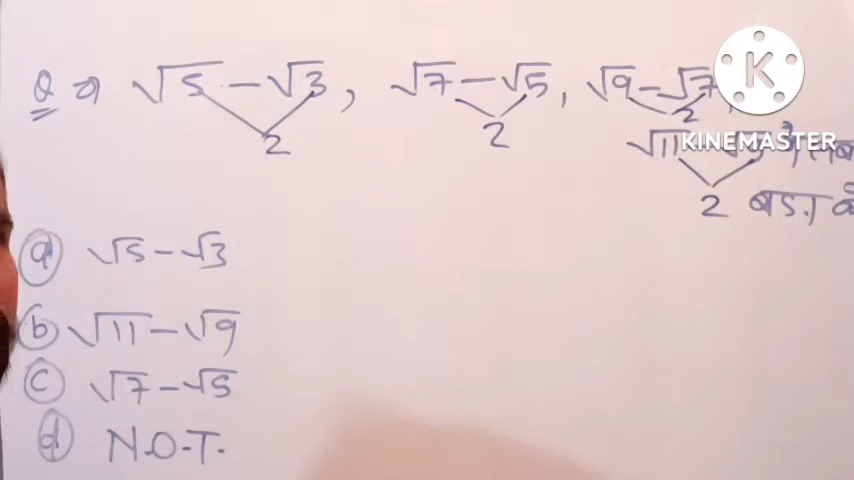 Q ⇒ √5 - √3, √7 - √5, √9 - √7,
2 2 2
√11
KINEMASTER
2
(a) √5 - √3
(b) √11 - √9
(c) √7 - √5
(d) N.O.T.